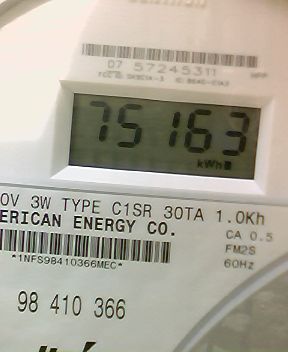 07 57245311
75163
kWh
0V 3W TYPE C1SR 30TA 1.0Kh
ERICAN ENERGY CO.
CA 0.5
FM2S
60Hz
*1NFS98410366MEC*
98 410 366